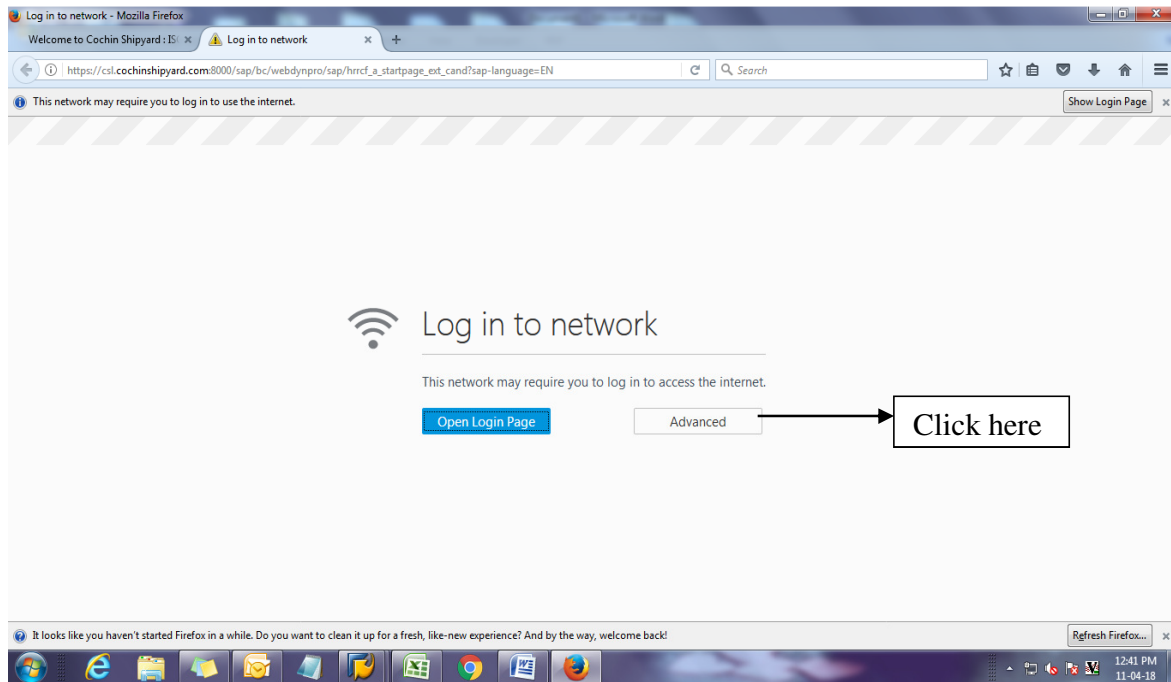 Log in to network - Mozilla Firefox
Welcome to Cochin Shipyard : IS
Log in to network
https://csl.cochinshipyard.com:8000/sap/bc/webdynpro/sap/hrrcf_a_startpage_ext_cand?sap-language=EN
Search
This network may require you to log in to use the internet.
Show Login Page
Log in to network
This network may require you to log in to access the internet.
Open Login Page
Advanced
Click here
It looks like you haven't started Firefox in a while. Do you want to clean it up for a fresh, like-new experience? And by the way, welcome back!
Refresh Firefox...
12:41 PM
11-04-18